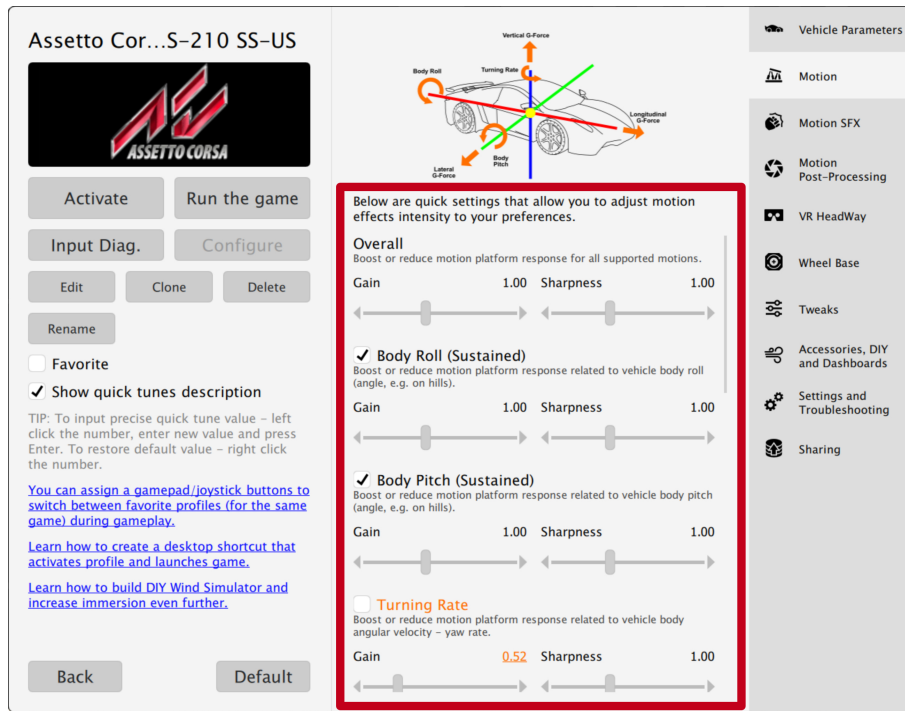 Assetto Cor...S-210 SS-US
ASSETTO CORSA
Activate
Run the game
Input Diag.
Configure
Edit
Clone
Delete
Rename
Favorite
Show quick tunes description
TIP: To input precise quick tune value - left
click the number, enter new value and press
Enter. To restore default value - right click
the number.
You can assign a gamepad/joystick buttons to
switch between favorite profiles (for the same
game) during gameplay.
Learn how to create a desktop shortcut that
activates profile and launches game.
Learn how to build DIY Wind Simulator and
increase immersion even further.
Back
Default
Vertical G-Force
Body Roll
Turning Rate
Longitudinal
G-Force
Body
Pitch
Lateral
G-Force
Below are quick settings that allow you to adjust motion
effects intensity to your preferences.
Overall
Boost or reduce motion platform response for all supported motions.
Gain 1.00 Sharpness 1.00
Body Roll (Sustained)
Boost or reduce motion platform response related to vehicle body roll
(angle, e.g. on hills).
Gain 1.00 Sharpness 1.00
Body Pitch (Sustained)
Boost or reduce motion platform response related to vehicle body pitch
(angle, e.g. on hills).
Gain 1.00 Sharpness 1.00
Turning Rate
Boost or reduce motion platform response related to vehicle body
angular velocity - yaw rate.
Gain 0.52 Sharpness 1.00
Vehicle Parameters
Motion
Motion SFX
Motion
Post-Processing
VR HeadWay
Wheel Base
Tweaks
Accessories, DIY
and Dashboards
Settings and
Troubleshooting
Sharing